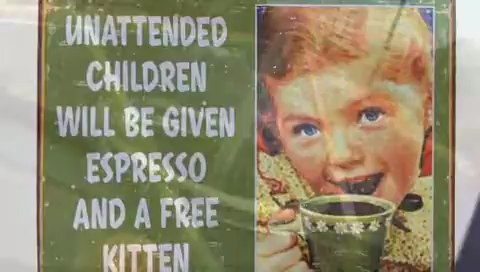 UNATTENDED
CHILDREN
WILL BE GIVEN
ESPRESSO
AND A FREE
KITTEN